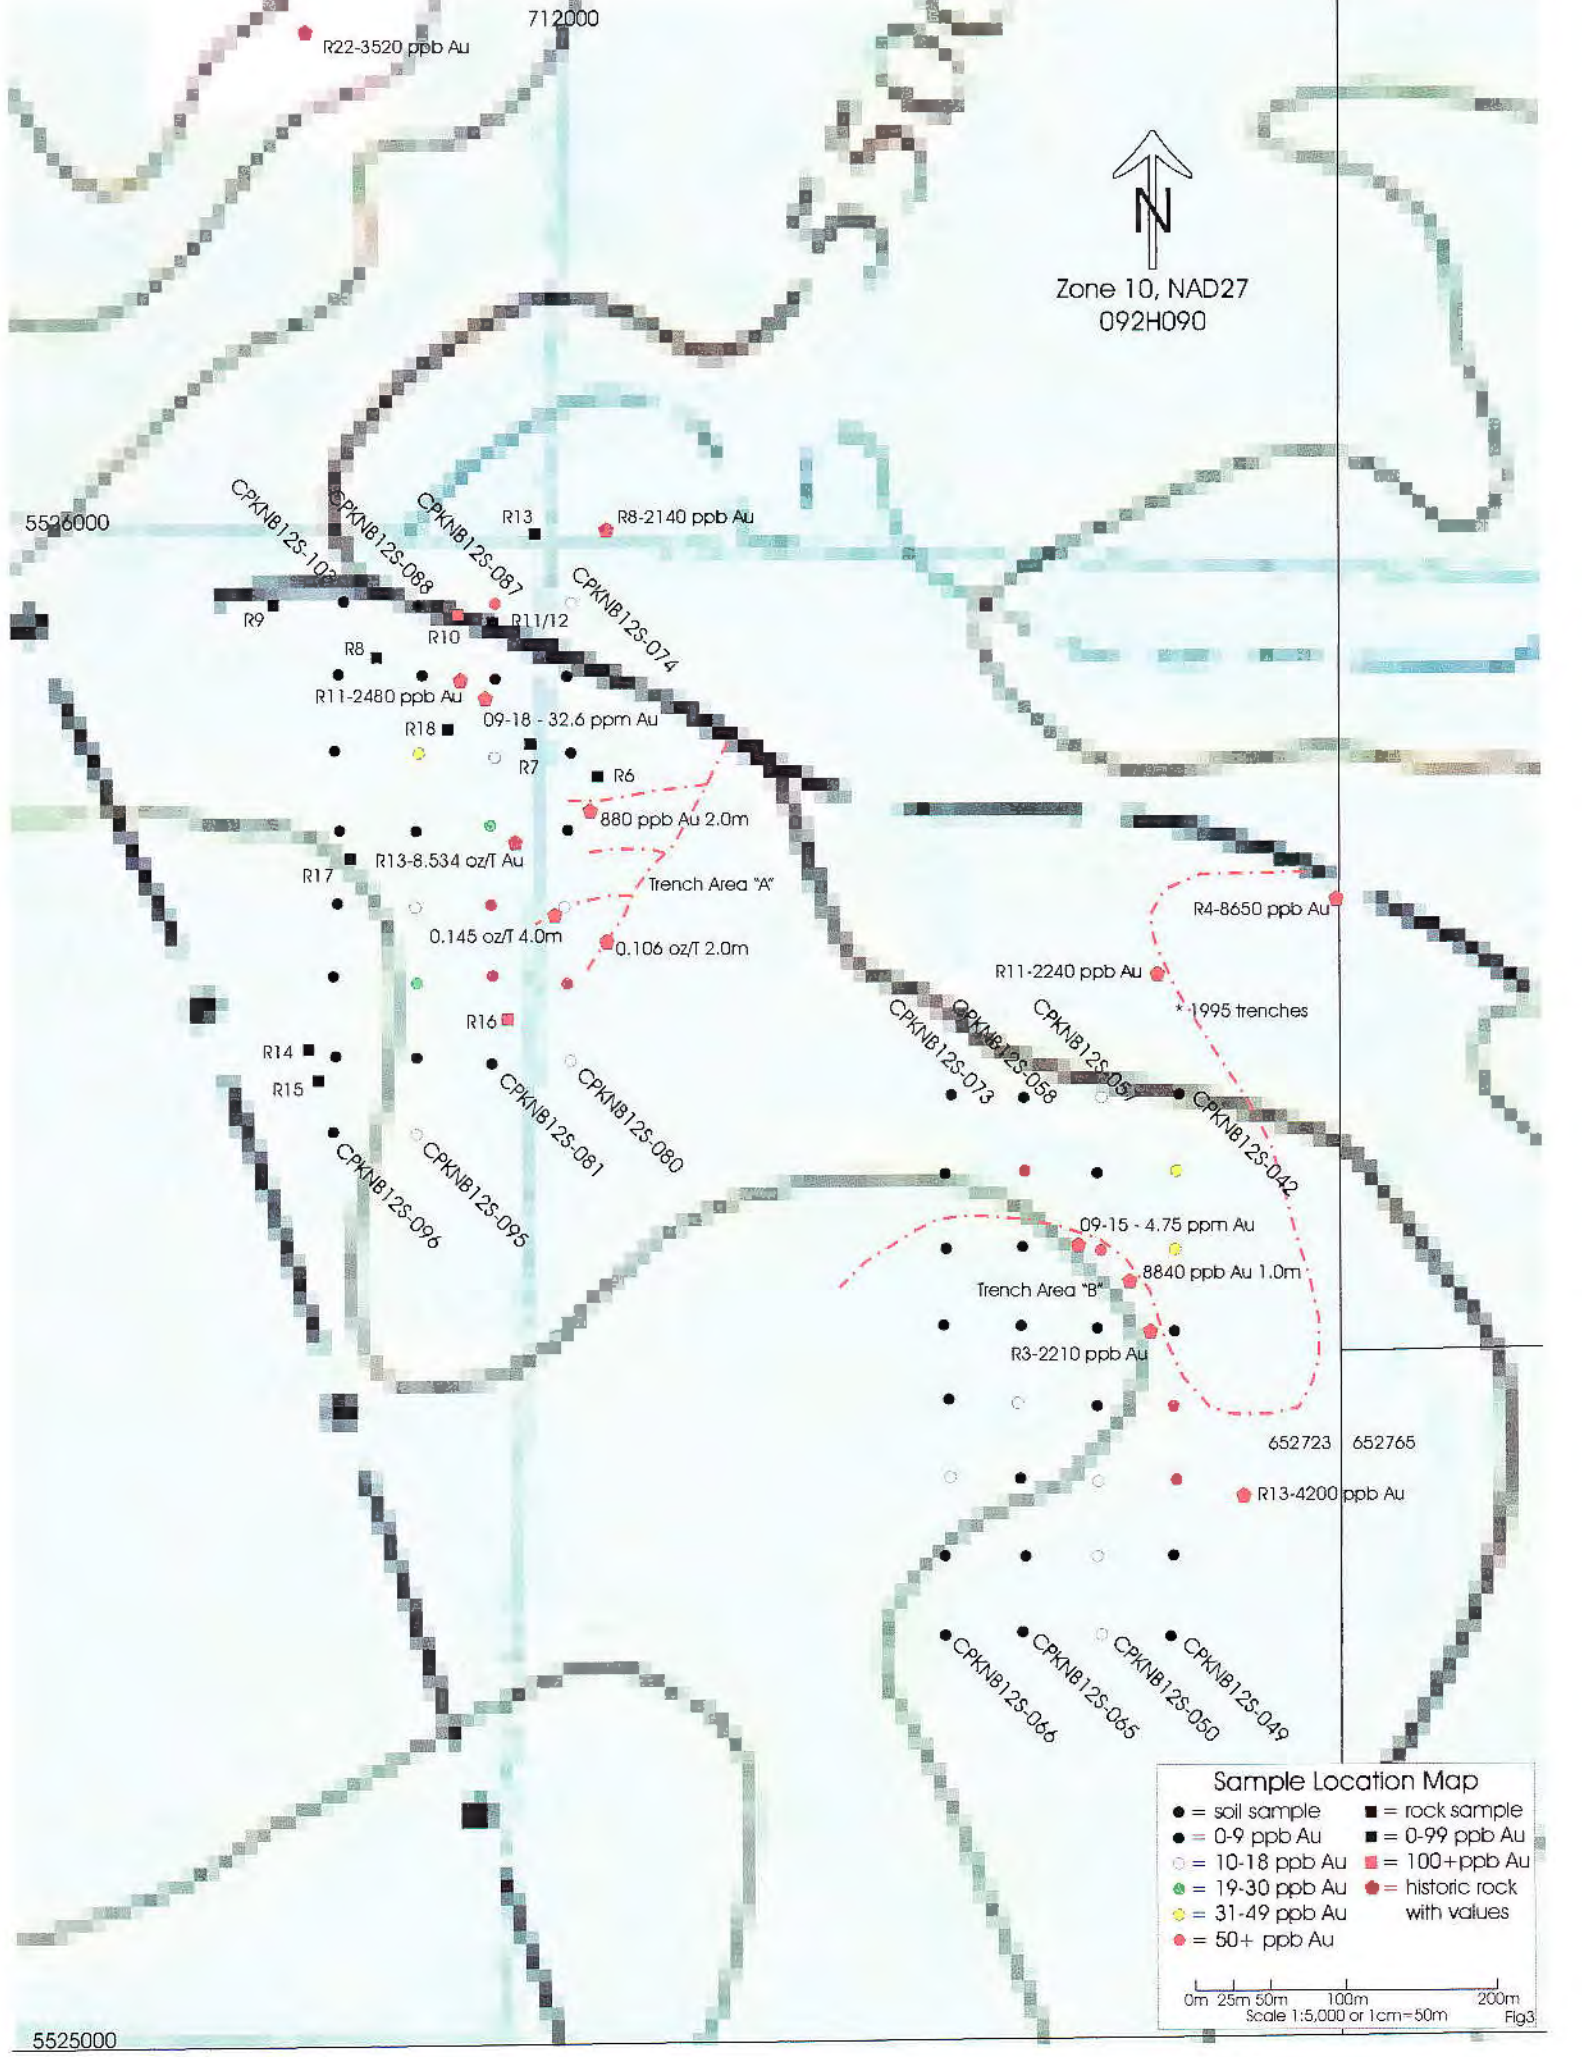 712000
R22-3520 ppb Au
N
Zone 10, NAD27
092H090
5526000
CPKNB12S-103
CPKNB12S-088
CPKNB12S-087
R13
R8-2140 ppb Au
CPKNB12S-074
R9
R10
R11/12
R8
R11-2480 ppb Au
R18
09-18 - 32.6 ppm Au
R7
R6
880 ppb Au 2.0m
R13-8.534 oz/T Au
R17
Trench Area "A"
0.145 oz/T 4.0m
0.106 oz/T 2.0m
R4-8650 ppb Au
R11-2240 ppb Au
* 1995 trenches
R16
R14
R15
CPKNB12S-073
CPKNB12S-058
CPKNB12S-057
CPKNB12S-042
CPKNB12S-096
CPKNB12S-095
CPKNB12S-081
CPKNB12S-080
09-15 - 4.75 ppm Au
8840 ppb Au 1.0m
Trench Area "B"
R3-2210 ppb Au
652723
652765
R13-4200 ppb Au
CPKNB12S-066
CPKNB12S-065
CPKNB12S-050
CPKNB12S-049
Sample Location Map
= soil sample
= rock sample
= 0-9 ppb Au
= 0-99 ppb Au
= 10-18 ppb Au
= 100+ppb Au
= 19-30 ppb Au
= historic rock
= 31-49 ppb Au
with values
= 50+ ppb Au
0m 25m 50m 100m 200m
Scale 1:5,000 or 1cm=50m
Fig3
5525000